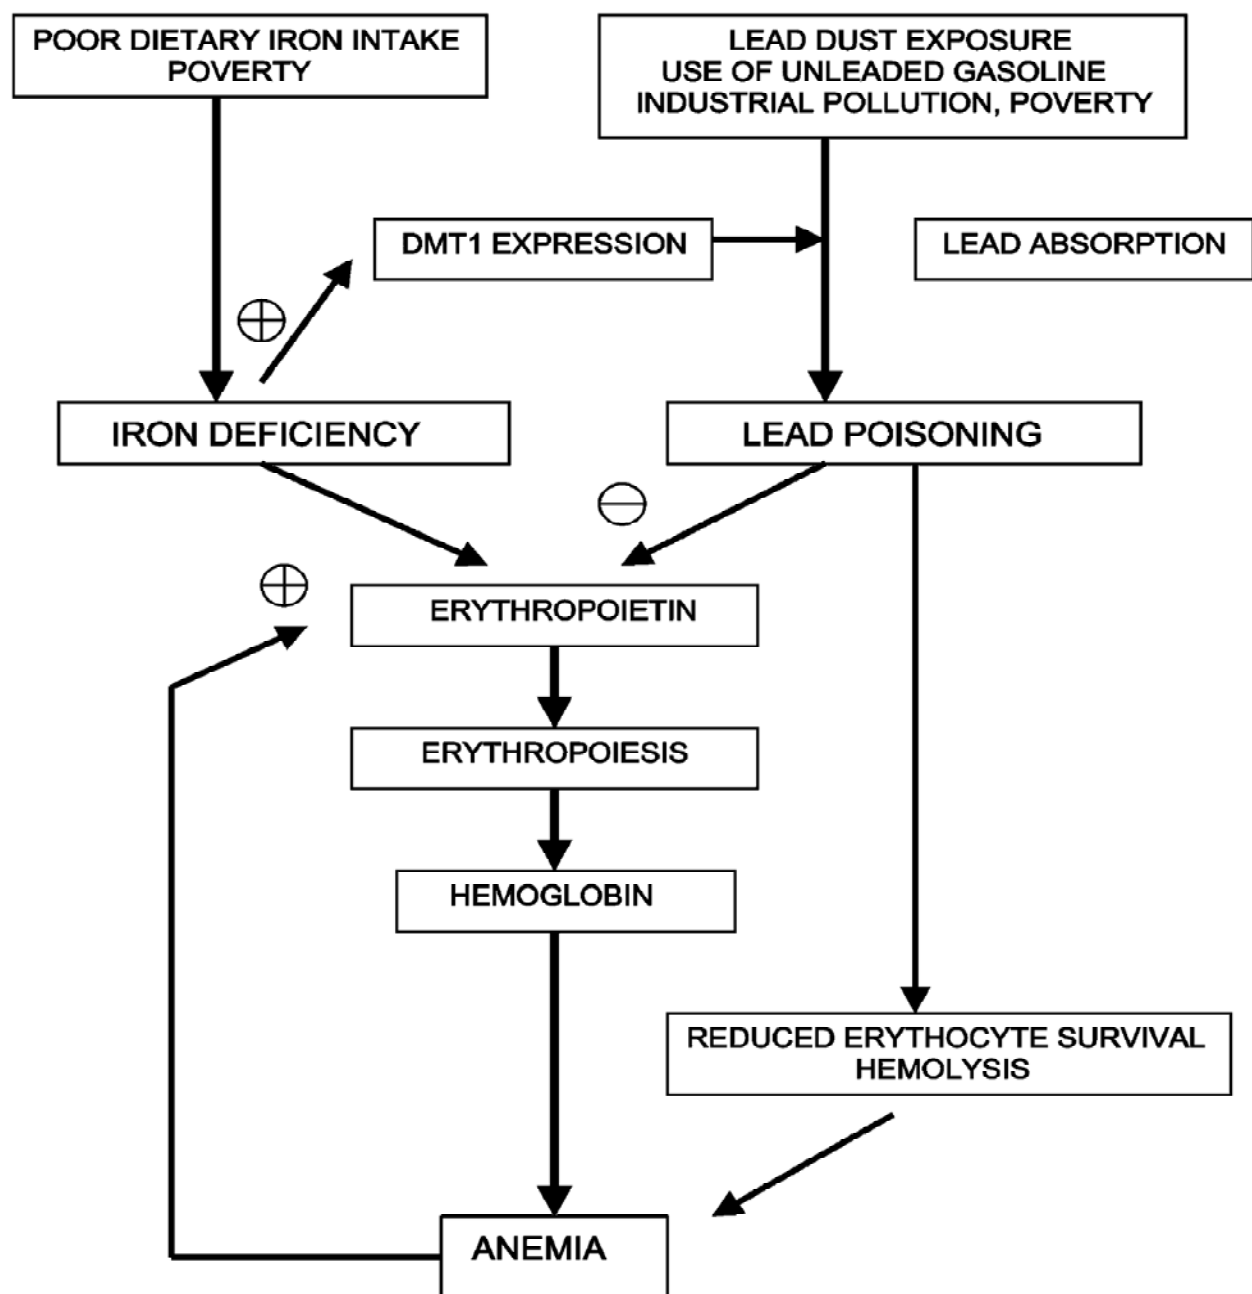 POOR DIETARY IRON INTAKE
POVERTY
LEAD DUST EXPOSURE
USE OF UNLEADED GASOLINE
INDUSTRIAL POLLUTION, POVERTY
DMT1 EXPRESSION
LEAD ABSORPTION
IRON DEFICIENCY
LEAD POISONING
ERYTHROPOIETIN
ERYTHROPOIESIS
HEMOGLOBIN
REDUCED ERYTHOCYTE SURVIVAL
HEMOLYSIS
ANEMIA